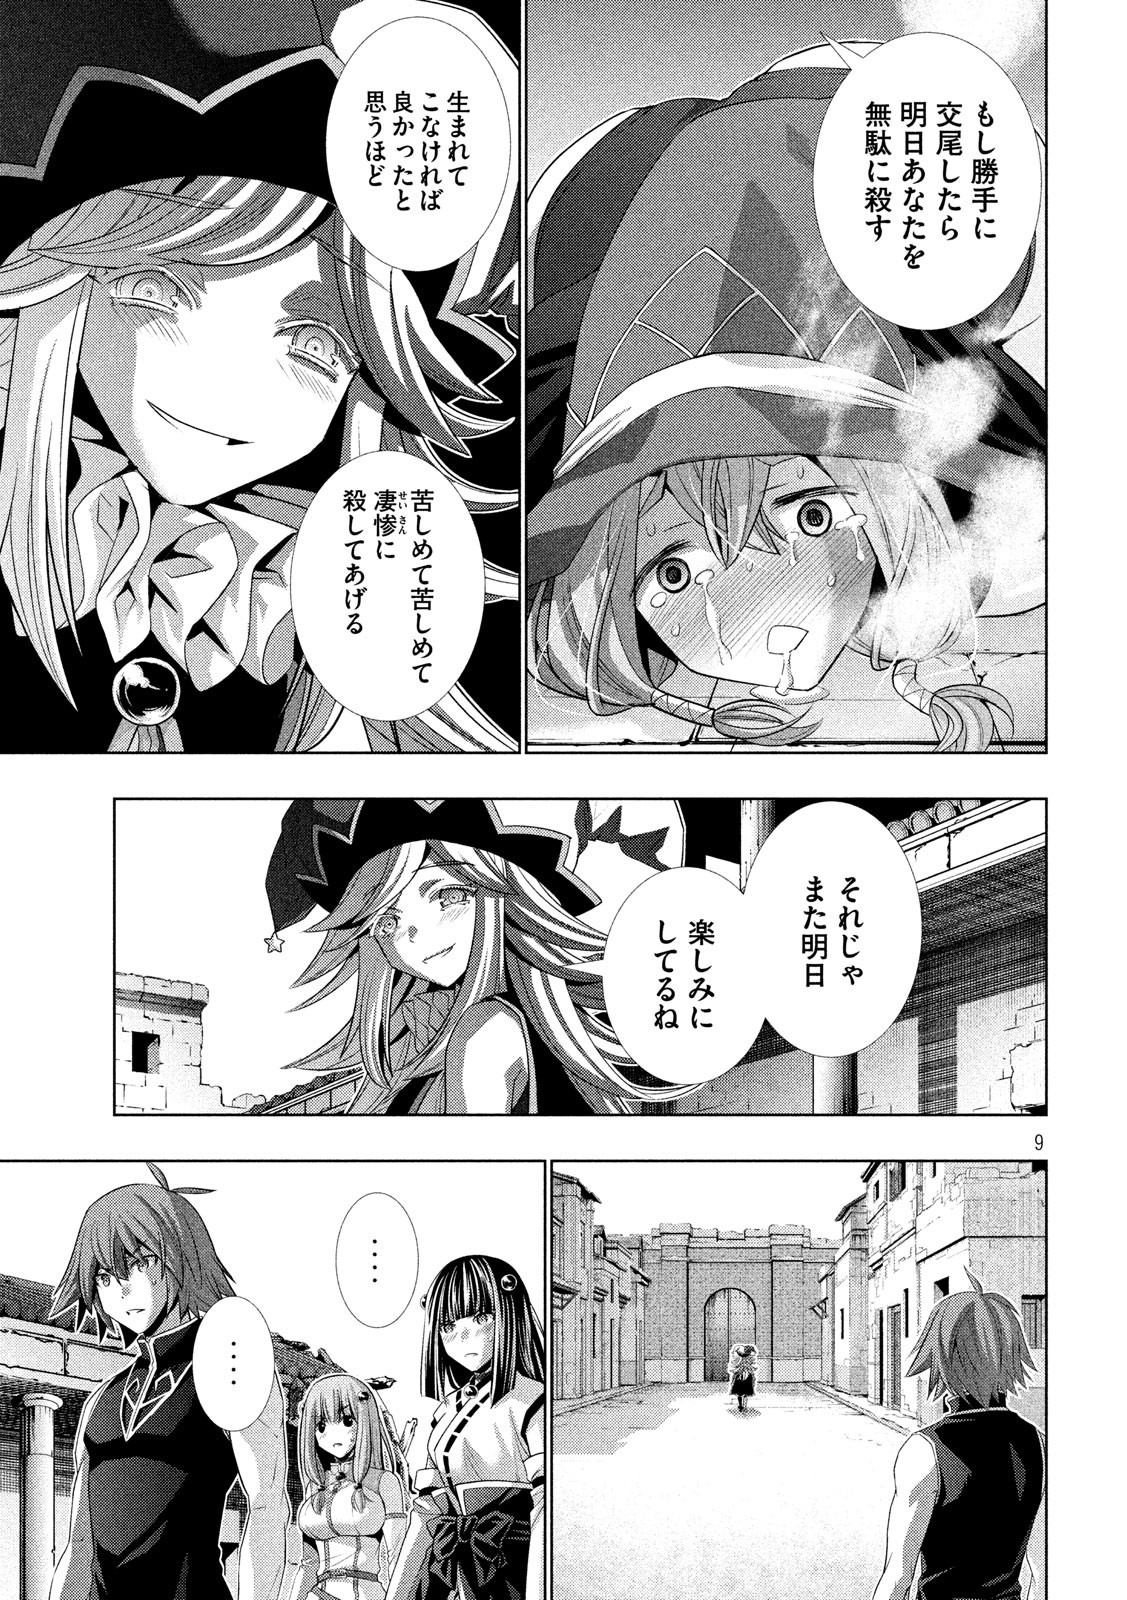 もし勝手に
交尾したら
明日あなたを
無駄に殺す
生まれて
こなければ
良かったと
思うほど
苦しめて苦しめて
凄惨に
せいさん
殺してあげる
それじゃ
また明日
楽しみに
してるね
9
・・・・
・・・・